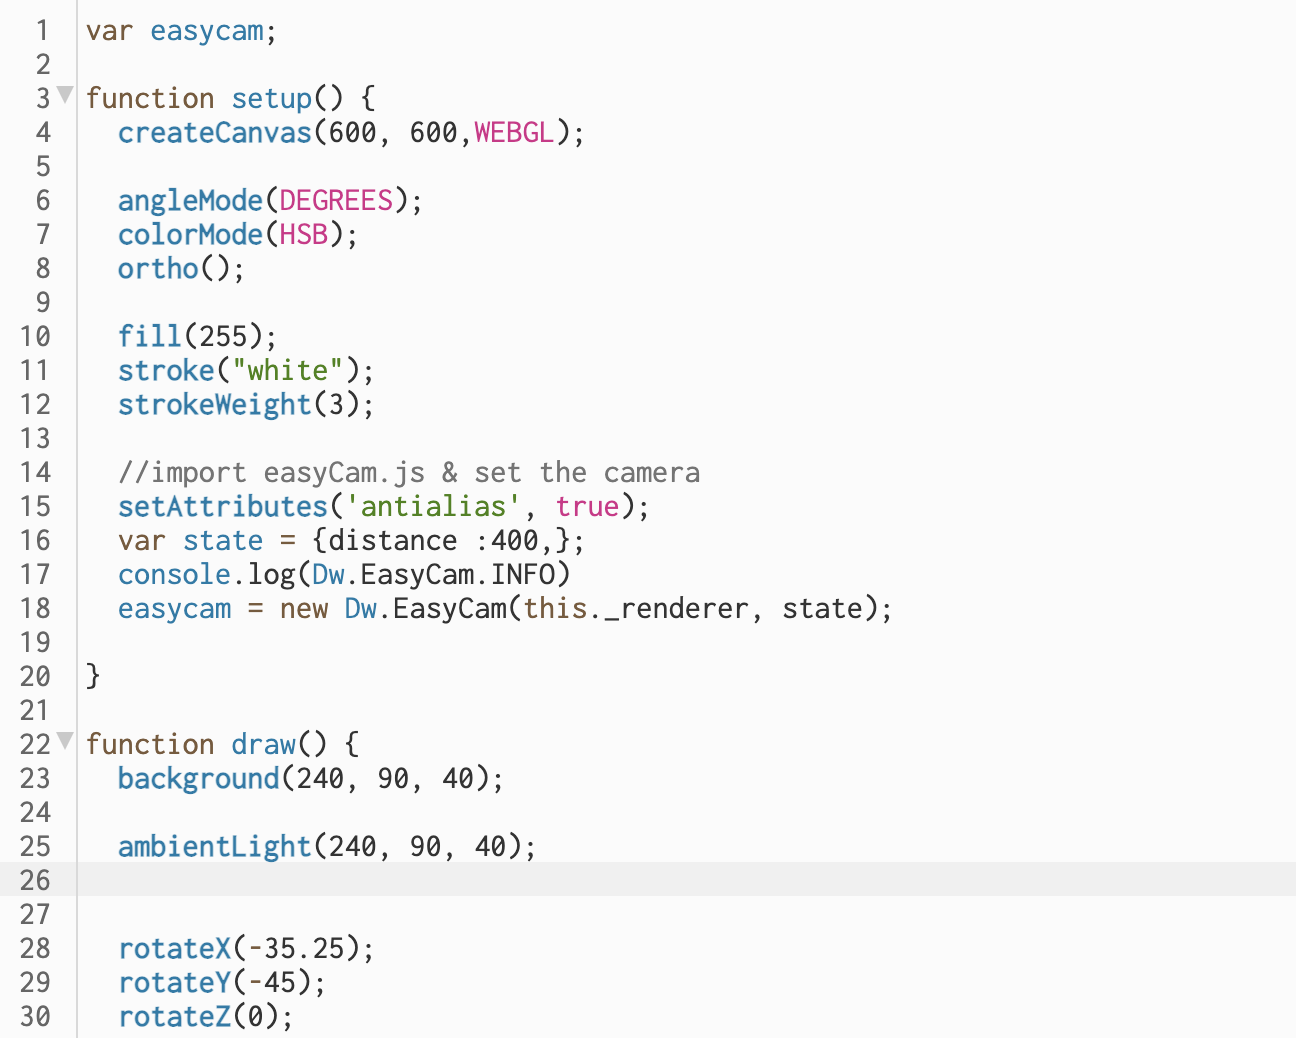 1 var easycam;
2
3 function setup() {
4 createCanvas(600, 600,WEBGL);
5
6 angleMode(DEGREES);
7 colorMode(HSB);
8 ortho();
9
10 fill(255);
11 stroke("white");
12 strokeWeight(3);
13
14 //import easyCam.js & set the camera
15 setAttributes('antialias', true);
16 var state = {distance :400,};
17 console.log(Dw.EasyCam.INFO)
18 easycam = new Dw.EasyCam(this._renderer, state);
19
20 }
21
22 function draw() {
23 background(240, 90, 40);
24
25 ambientLight(240, 90, 40);
26
27
28 rotateX(-35.25);
29 rotateY(-45);
30 rotateZ(0);